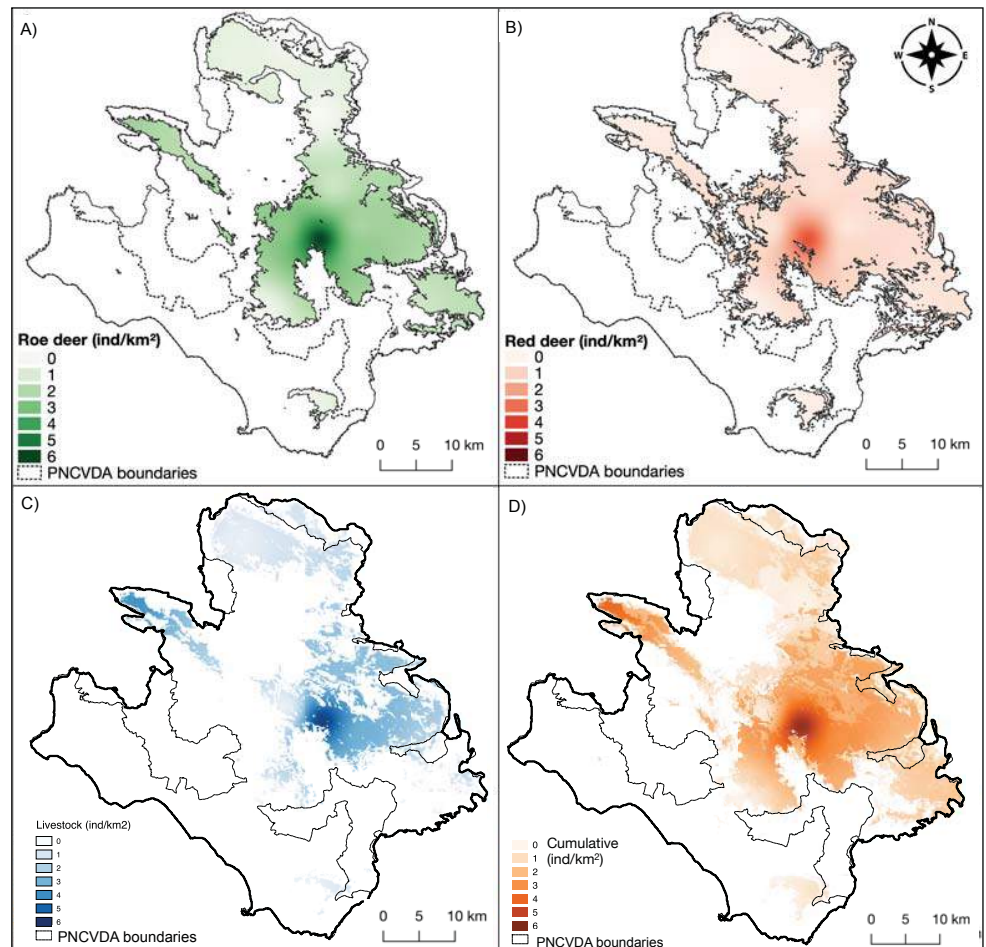 A)
Roe deer (ind/km²)
0
1
2
3
4
5
6
PNCVDA boundaries
0 5 10 km
B)
N
W E
S
Red deer (ind/km²)
0
1
2
3
4
5
6
PNCVDA boundaries
0 5 10 km
C)
Livestock (ind/km2)
0
1
2
3
4
5
6
PNCVDA boundaries
0 5 10 km
D)
Cumulative
(ind/km²)
0
1
2
3
4
5
6
PNCVDA boundaries
0 5 10 km